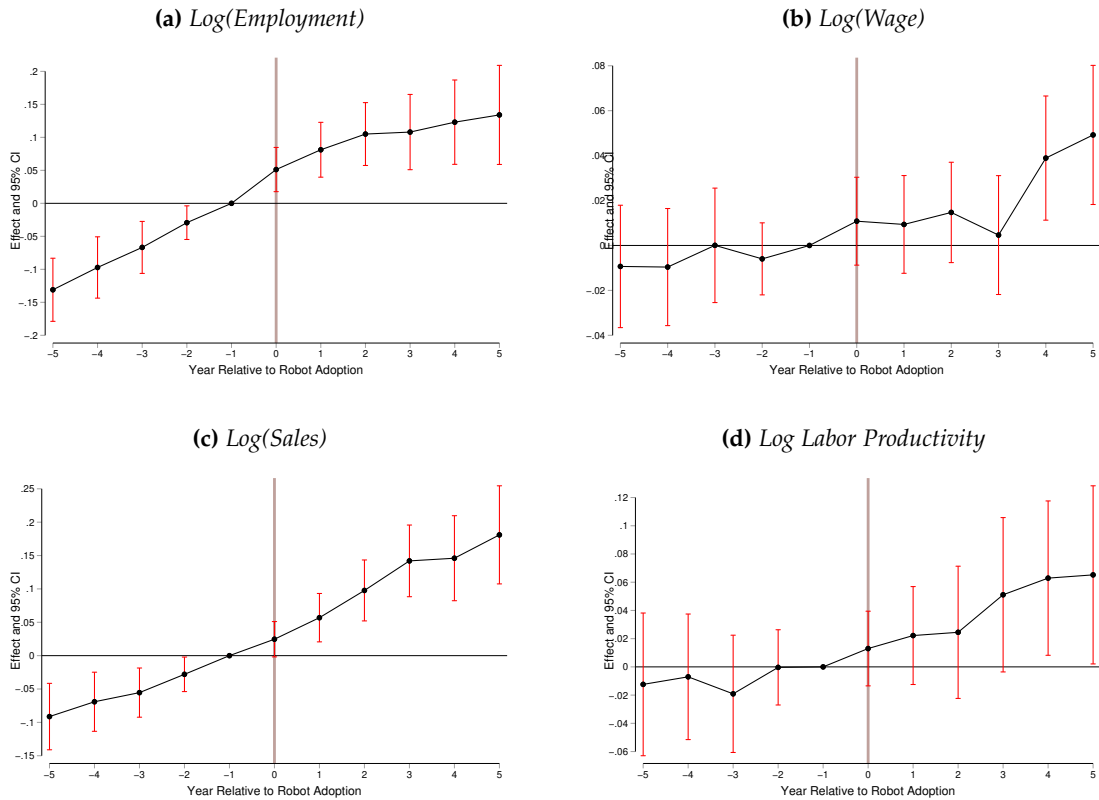 (a) Log(Employment)
Effect and 95% CI
.2
.15
.1
.05
0
-.05
-.1
-.15
-.2
-5 -4 -3 -2 -1 0 1 2 3 4 5
Year Relative to Robot Adoption
(b) Log(Wage)
Effect and 95% CI
.08
.06
.04
.02
0
-.02
-.04
-5 -4 -3 -2 -1 0 1 2 3 4 5
Year Relative to Robot Adoption
(c) Log(Sales)
Effect and 95% CI
.25
.2
.15
.1
.05
0
-.05
-.1
-.15
-5 -4 -3 -2 -1 0 1 2 3 4 5
Year Relative to Robot Adoption
(d) Log Labor Productivity
Effect and 95% CI
.12
.1
.08
.06
.04
.02
0
-.02
-.04
-.06
-5 -4 -3 -2 -1 0 1 2 3 4 5
Year Relative to Robot Adoption